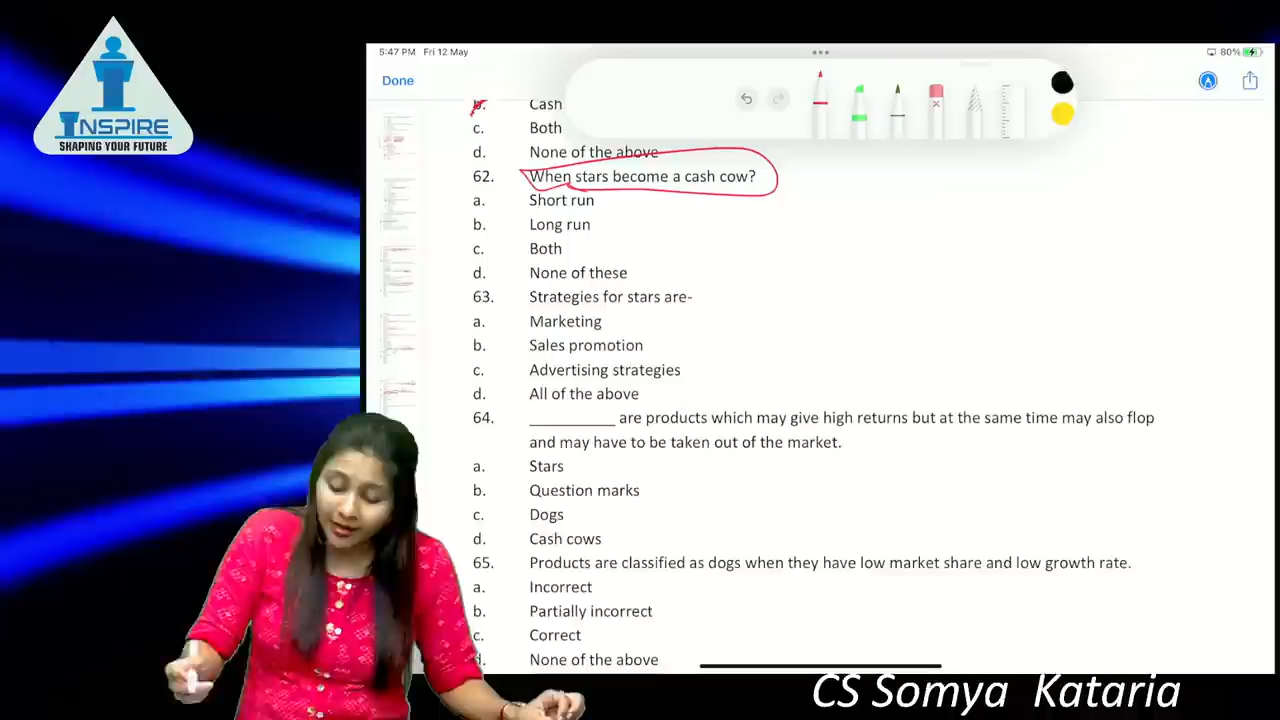 INSPIRE
SHAPING YOUR FUTURE
5:47 PM Fri 12 May
80%
Done
b. Cash
c. Both
d. None of the above
62. When stars become a cash cow?
a. Short run
b. Long run
c. Both
d. None of these
63. Strategies for stars are-
a. Marketing
b. Sales promotion
c. Advertising strategies
d. All of the above
64. __________ are products which may give high returns but at the same time may also flop
and may have to be taken out of the market.
a. Stars
b. Question marks
c. Dogs
d. Cash cows
65. Products are classified as dogs when they have low market share and low growth rate.
a. Incorrect
b. Partially incorrect
c. Correct
d. None of the above
CS Somya Kataria